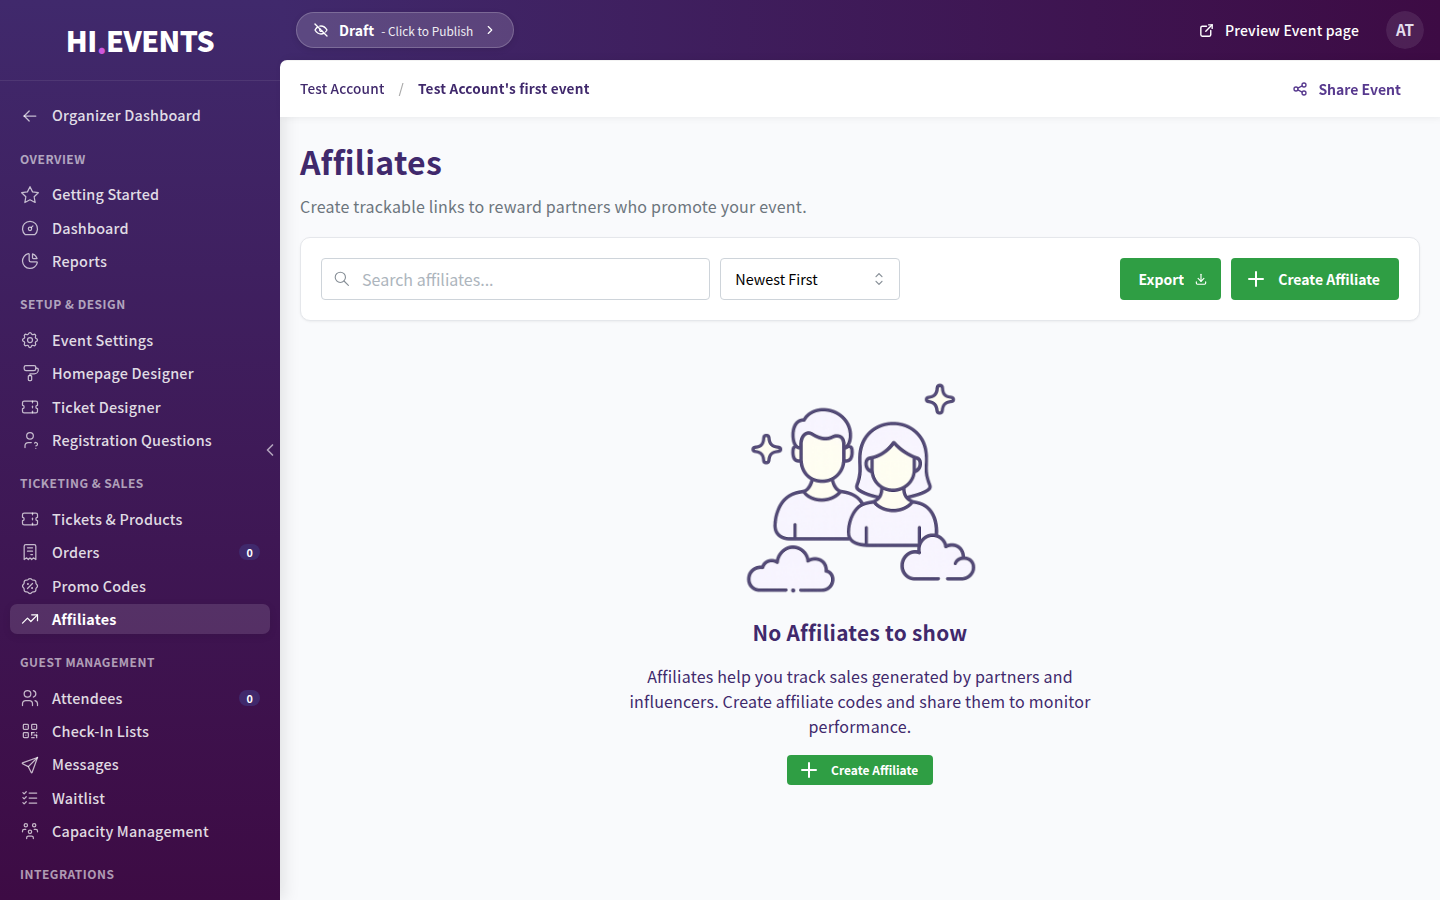 HI.EVENTS
Draft - Click to Publish
Preview Event page
AT
Test Account / Test Account's first event
Share Event
Organizer Dashboard
OVERVIEW
Getting Started
Dashboard
Reports
SETUP & DESIGN
Event Settings
Homepage Designer
Ticket Designer
Registration Questions
TICKETING & SALES
Tickets & Products
Orders 0
Promo Codes
Affiliates
GUEST MANAGEMENT
Attendees 0
Check-In Lists
Messages
Waitlist
Capacity Management
INTEGRATIONS
Affiliates
Create trackable links to reward partners who promote your event.
Search affiliates...
Newest First
Export
Create Affiliate
No Affiliates to show
Affiliates help you track sales generated by partners and
influencers. Create affiliate codes and share them to monitor
performance.
Create Affiliate